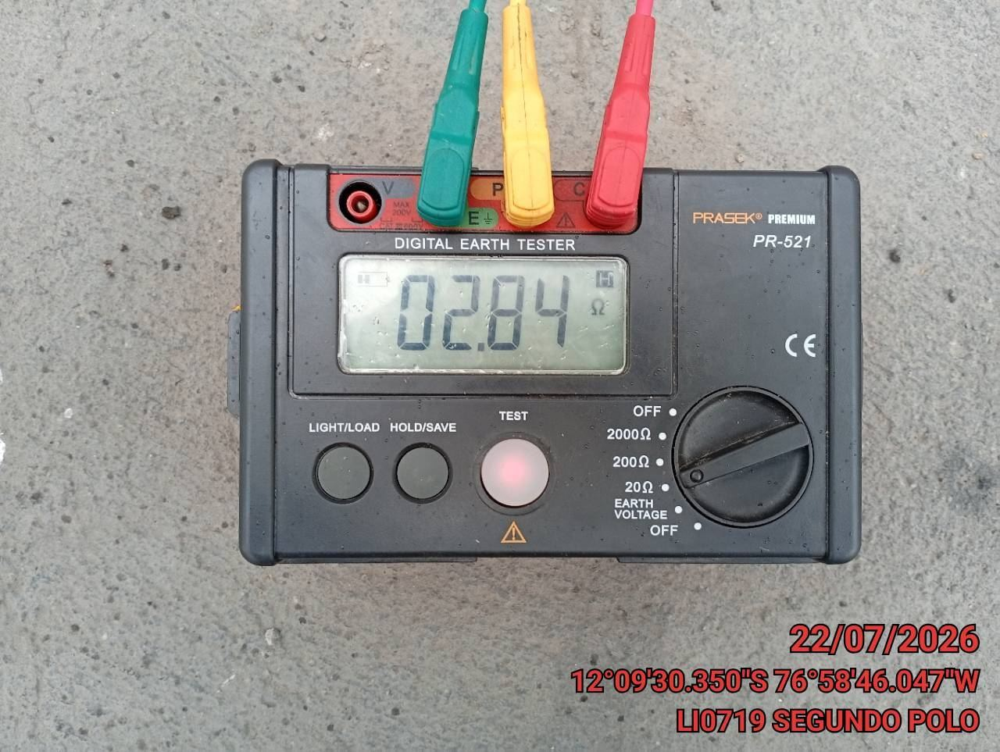 V P C
MAX
200V
E
PRASEK® PREMIUM
PR-521
DIGITAL EARTH TESTER
H
02.84
Ω
CE
TEST
LIGHT/LOAD HOLD/SAVE
OFF
2000Ω
200Ω
20Ω
EARTH
VOLTAGE
OFF
22/07/2026
12°09'30.350"S 76°58'46.047"W
LI0719 SEGUNDO POLO